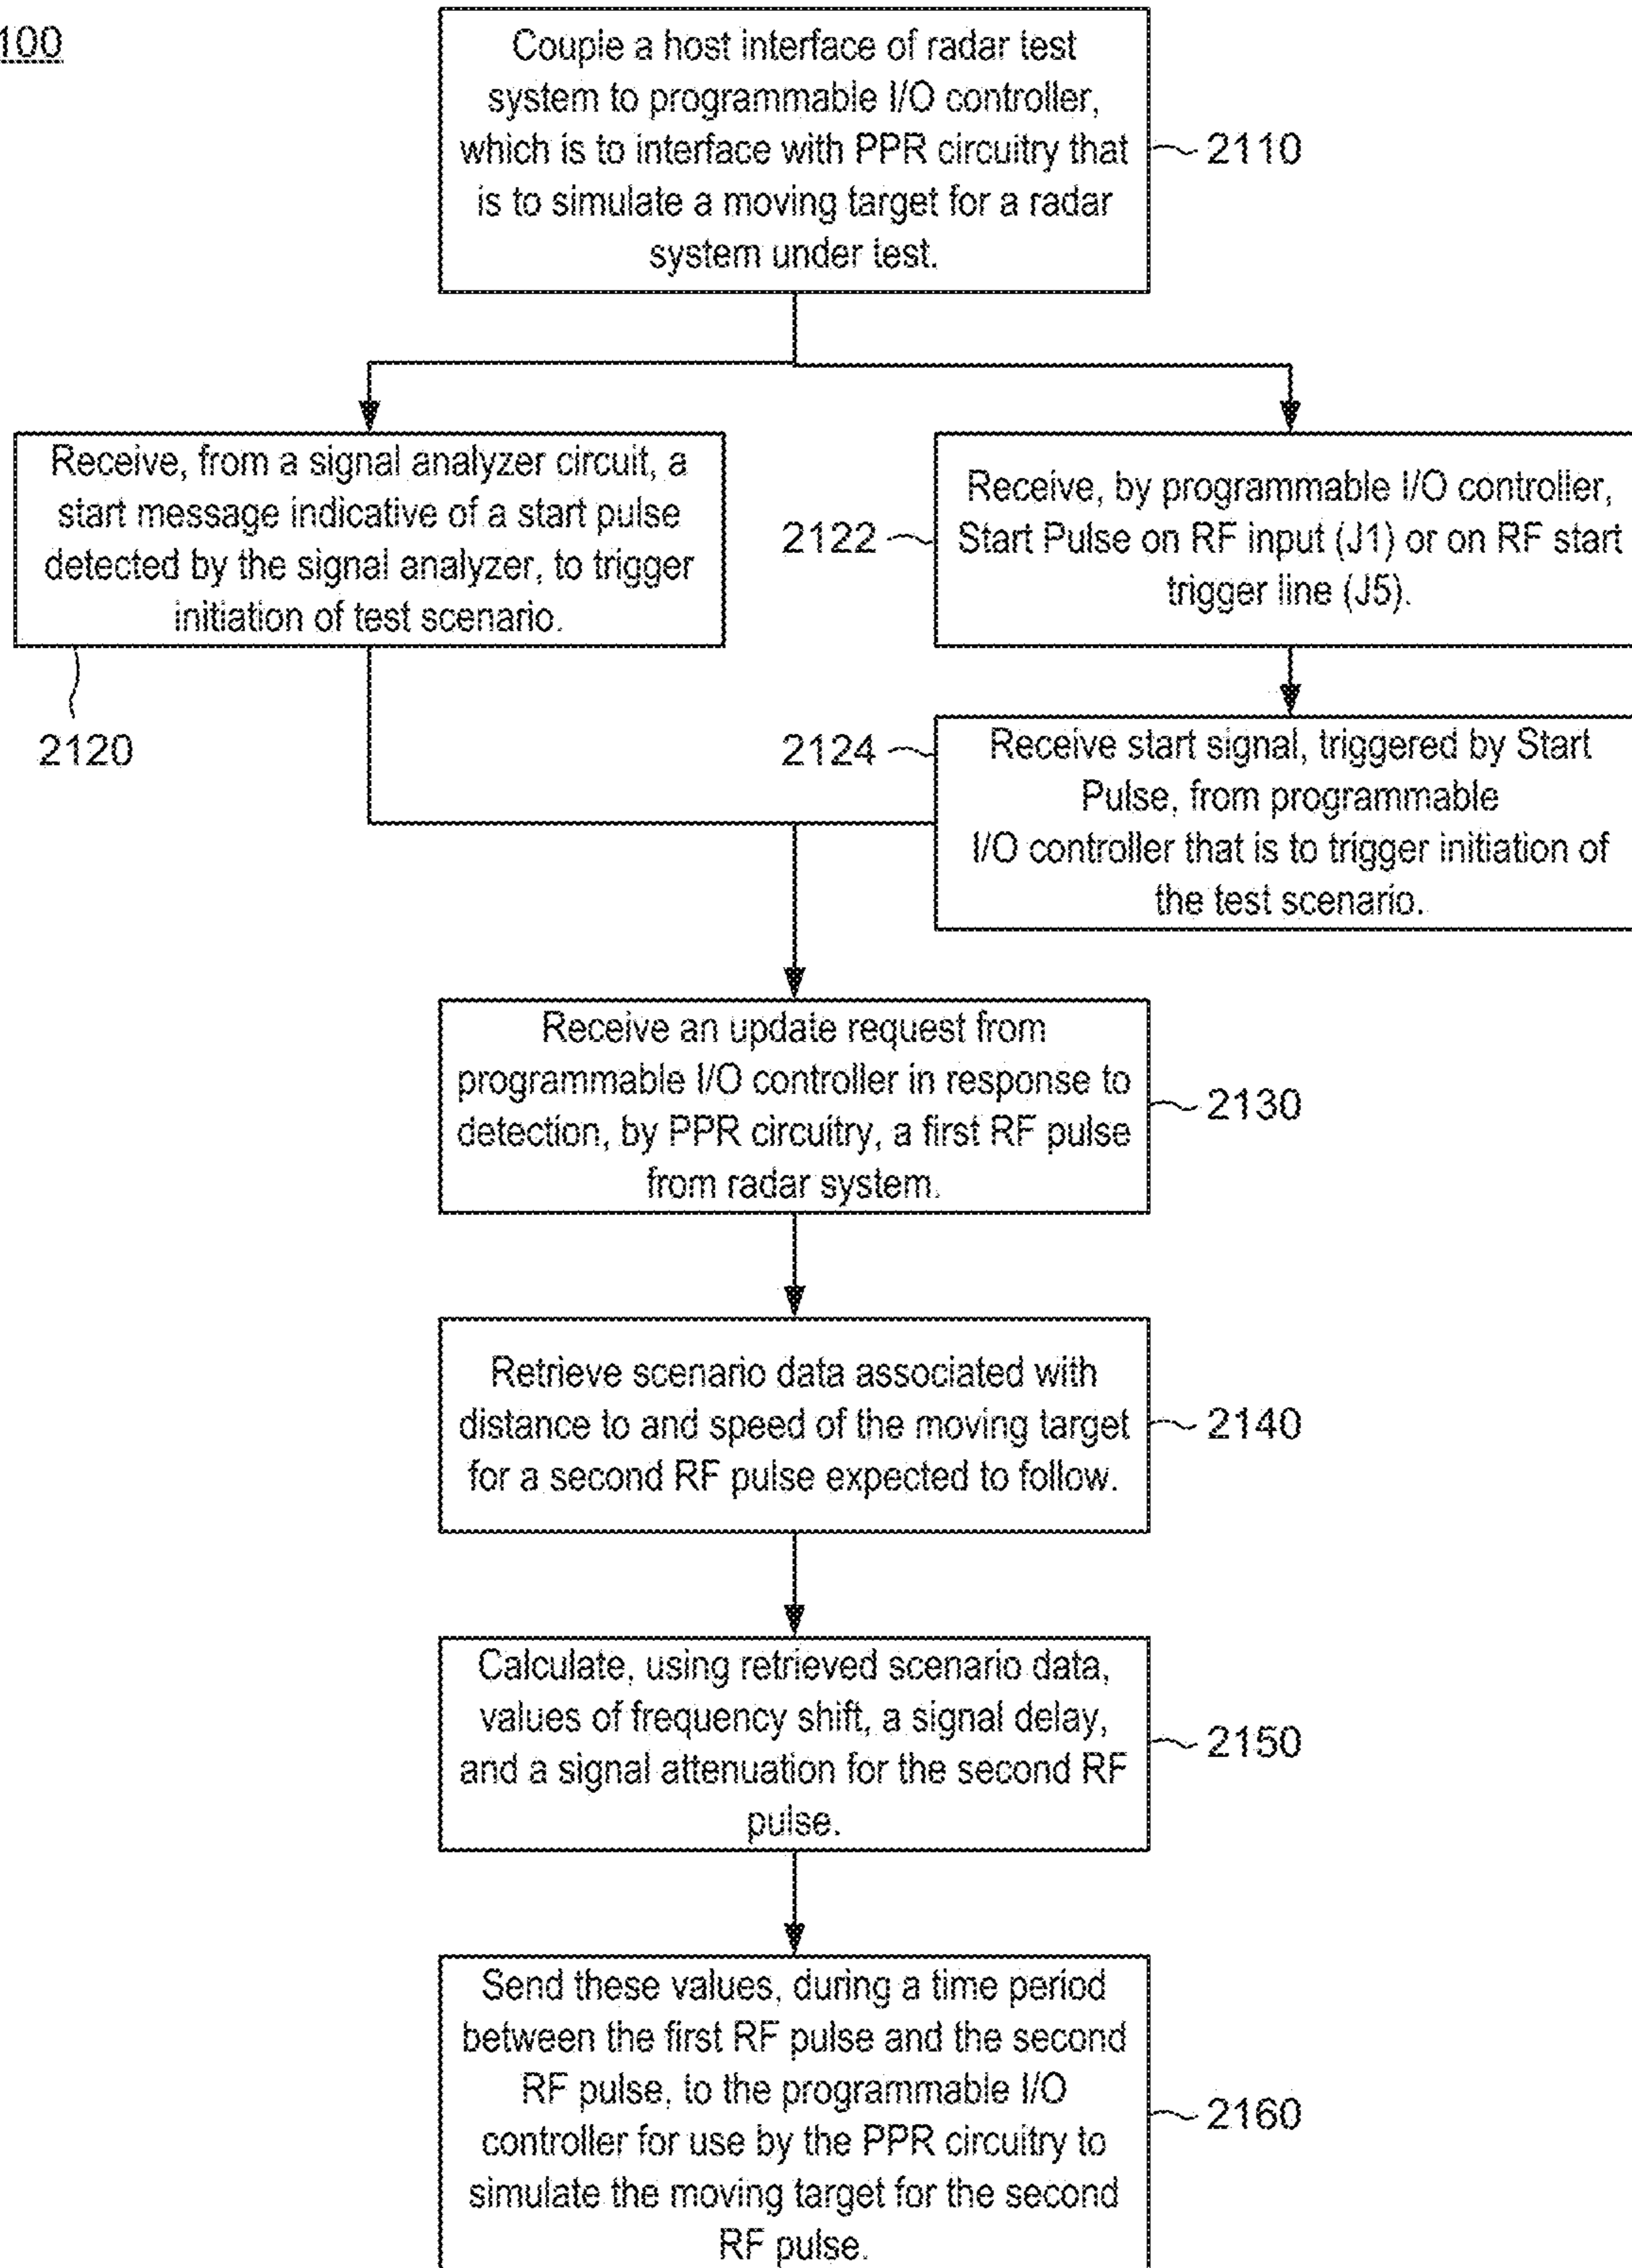 100
Couple a host interface of radar test
system to programmable I/O controller,
which is to interface with PPR circuitry that
is to simulate a moving target for a radar
system under test.
2110
Receive, from a signal analyzer circuit, a
start message indicative of a start pulse
detected by the signal analyzer, to trigger
initiation of test scenario.
2120
2122
Receive, by programmable I/O controller,
Start Pulse on RF input (J1) or on RF start
trigger line (J5).
2124
Receive start signal, triggered by Start
Pulse, from programmable
I/O controller that is to trigger initiation of
the test scenario.
Receive an update request from
programmable I/O controller in response to
detection, by PPR circuitry, a first RF pulse
from radar system.
2130
Retrieve scenario data associated with
distance to and speed of the moving target
for a second RF pulse expected to follow.
2140
Calculate, using retrieved scenario data,
values of frequency shift, a signal delay,
and a signal attenuation for the second RF
pulse.
2150
Send these values, during a time period
between the first RF pulse and the second
RF pulse, to the programmable I/O
controller for use by the PPR circuitry to
simulate the moving target for the second
RF pulse.
2160